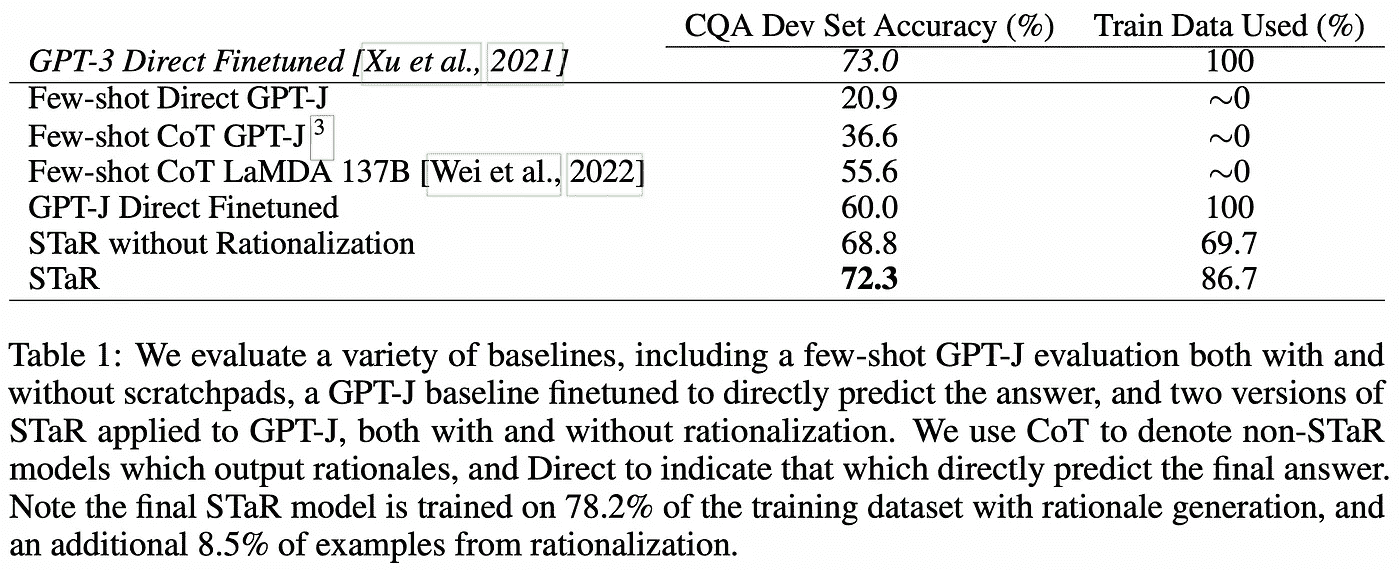 CQA Dev Set Accuracy (%) Train Data Used (%)
GPT-3 Direct Finetuned [Xu et al., 2021] 73.0 100
Few-shot Direct GPT-J 20.9 ∼0
Few-shot CoT GPT-J 3 36.6 ∼0
Few-shot CoT LaMDA 137B [Wei et al., 2022] 55.6 ∼0
GPT-J Direct Finetuned 60.0 100
STaR without Rationalization 68.8 69.7
STaR 72.3 86.7
Table 1: We evaluate a variety of baselines, including a few-shot GPT-J evaluation both with and
without scratchpads, a GPT-J baseline finetuned to directly predict the answer, and two versions of
STaR applied to GPT-J, both with and without rationalization. We use CoT to denote non-STaR
models which output rationales, and Direct to indicate that which directly predict the final answer.
Note the final STaR model is trained on 78.2% of the training dataset with rationale generation, and
an additional 8.5% of examples from rationalization.